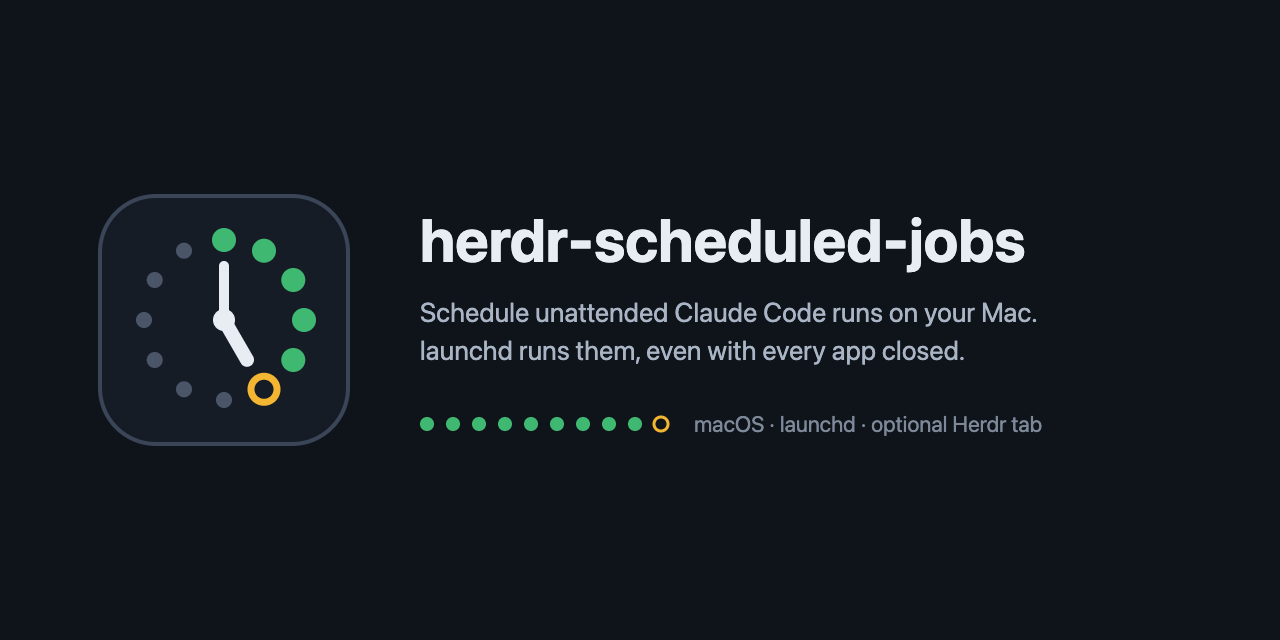 herdr-scheduled-jobs
Schedule unattended Claude Code runs on your Mac.
launchd runs them, even with every app closed.
macOS · launchd · optional Herdr tab